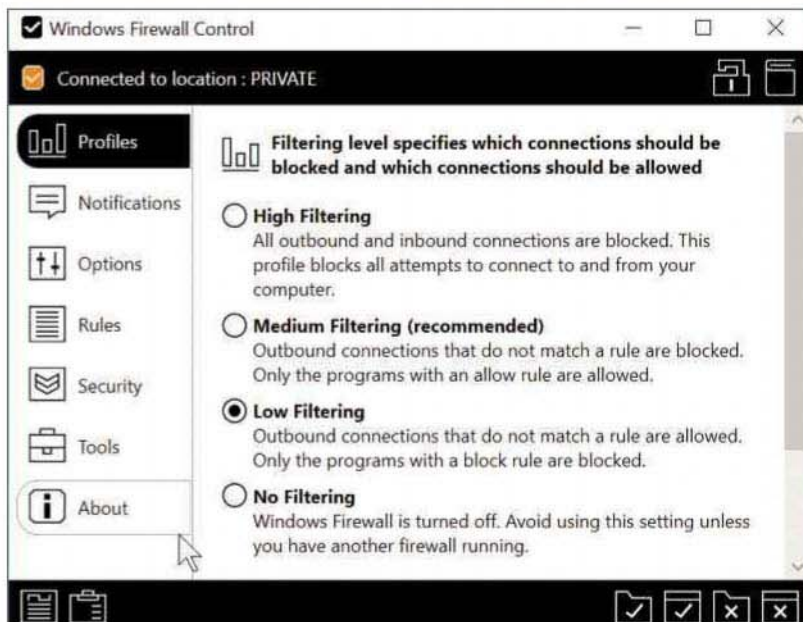 Windows Firewall Control
Connected to location : PRIVATE
Profiles
Notifications
Options
Rules
Security
Tools
About
Filtering level specifies which connections should be
blocked and which connections should be allowed
High Filtering
All outbound and inbound connections are blocked. This
profile blocks all attempts to connect to and from your
computer.
Medium Filtering (recommended)
Outbound connections that do not match a rule are blocked.
Only the programs with an allow rule are allowed.
Low Filtering
Outbound connections that do not match a rule are allowed.
Only the programs with a block rule are blocked.
No Filtering
Windows Firewall is turned off. Avoid using this setting unless
you have another firewall running.